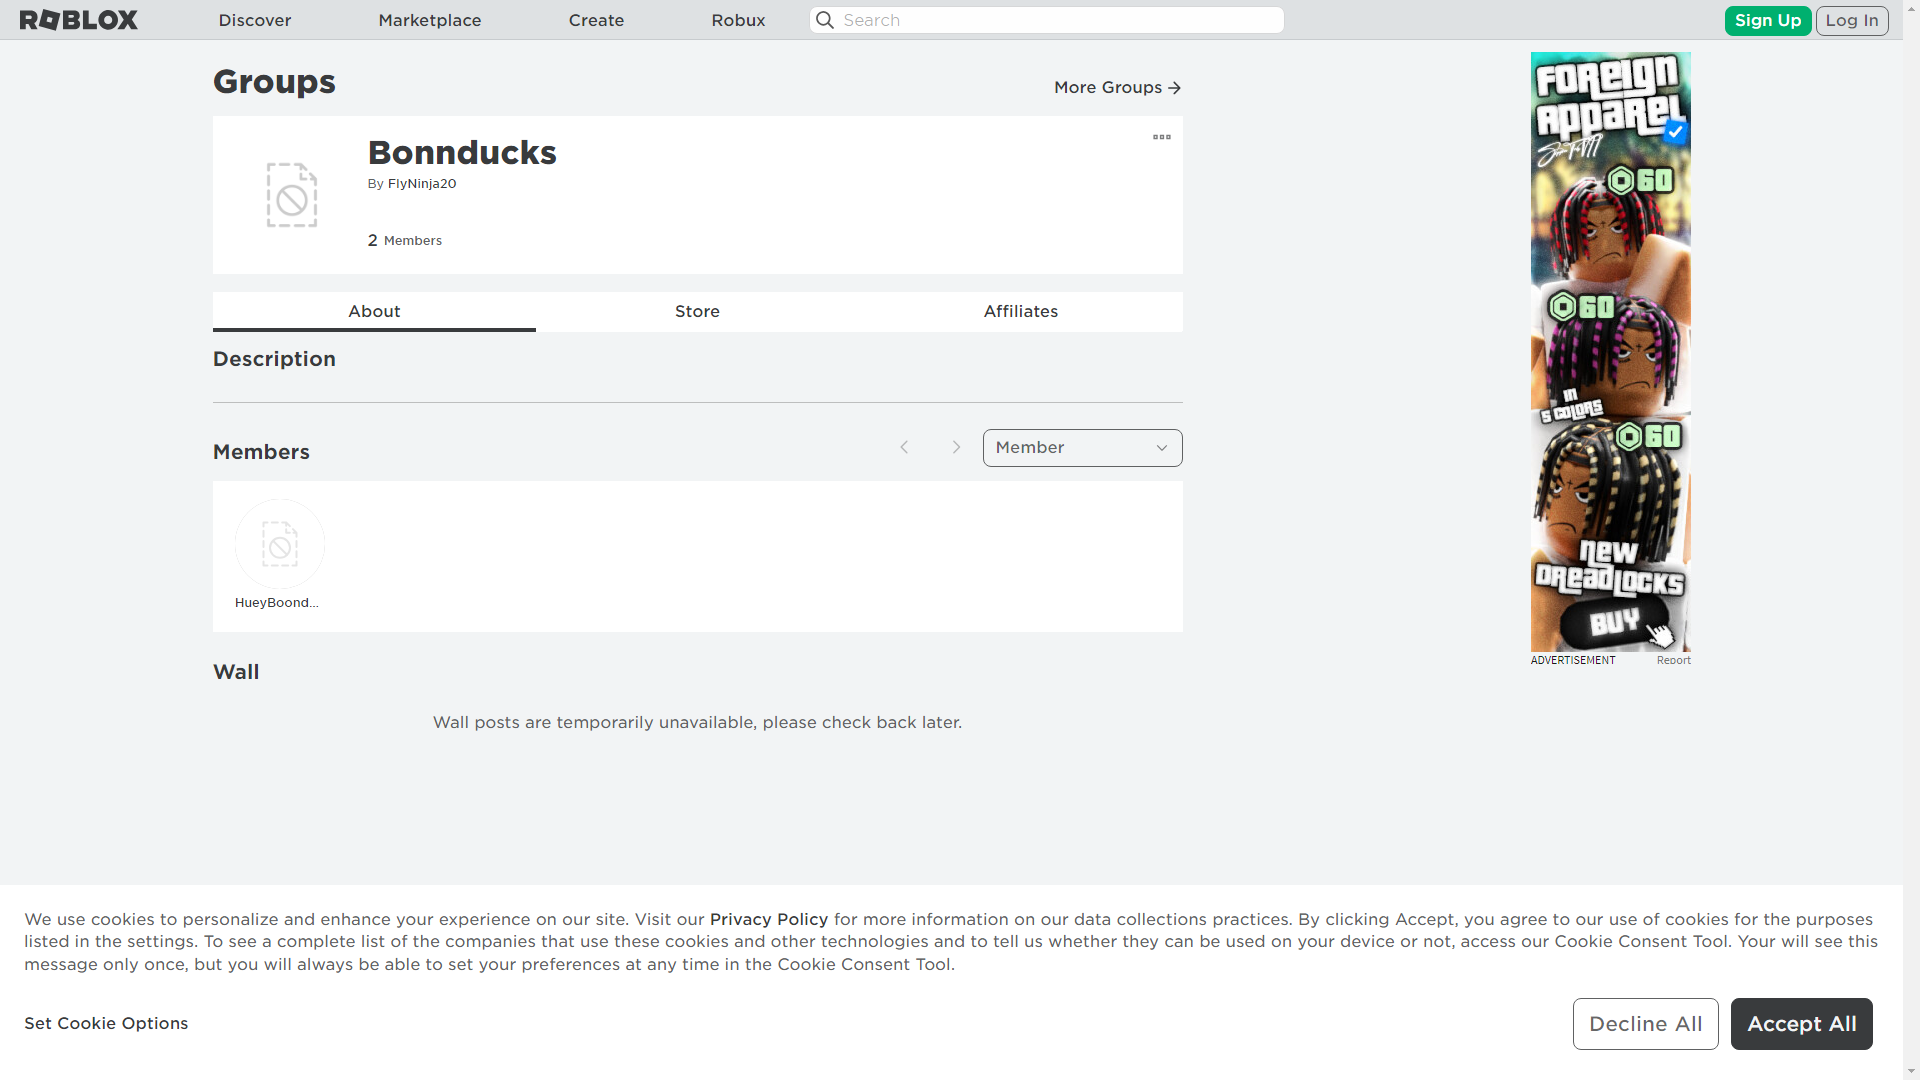 ROBLOX
Discover
Marketplace
Create
Robux
Search
Sign Up
Log In
Groups
More Groups
Bonnducks
By FlyNinja20
2 Members
About
Store
Affiliates
Description
Members
Member
HueyBoond...
Wall
Wall posts are temporarily unavailable, please check back later.
FOREIGN
APPAREL
60
60
IN
5 COLORS
60
NEW
DREADLOCKS
BUY
ADVERTISEMENT
Report
We use cookies to personalize and enhance your experience on our site. Visit our Privacy Policy for more information on our data collections practices. By clicking Accept, you agree to our use of cookies for the purposes
listed in the settings. To see a complete list of the companies that use these cookies and other technologies and to tell us whether they can be used on your device or not, access our Cookie Consent Tool. Your will see this
message only once, but you will always be able to set your preferences at any time in the Cookie Consent Tool.
Set Cookie Options
Decline All
Accept All